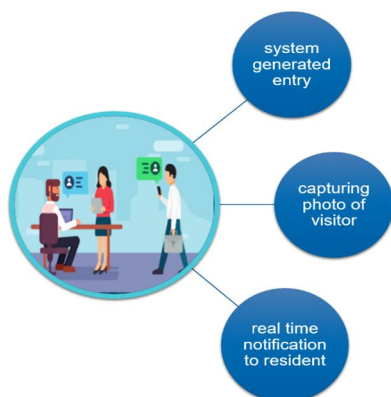 system
generated
entry
capturing
photo of
visitor
real time
notification
to resident